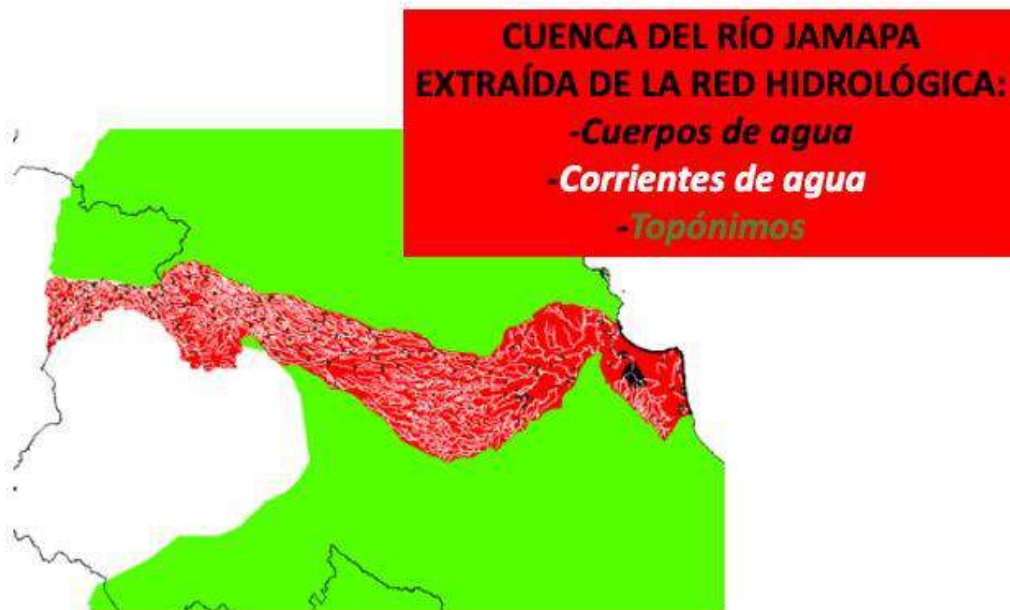 CUENCA DEL RÍO JAMAPA
EXTRAÍDA DE LA RED HIDROLÓGICA:
-Cuerpos de agua
-Corrientes de agua
-Topónimos